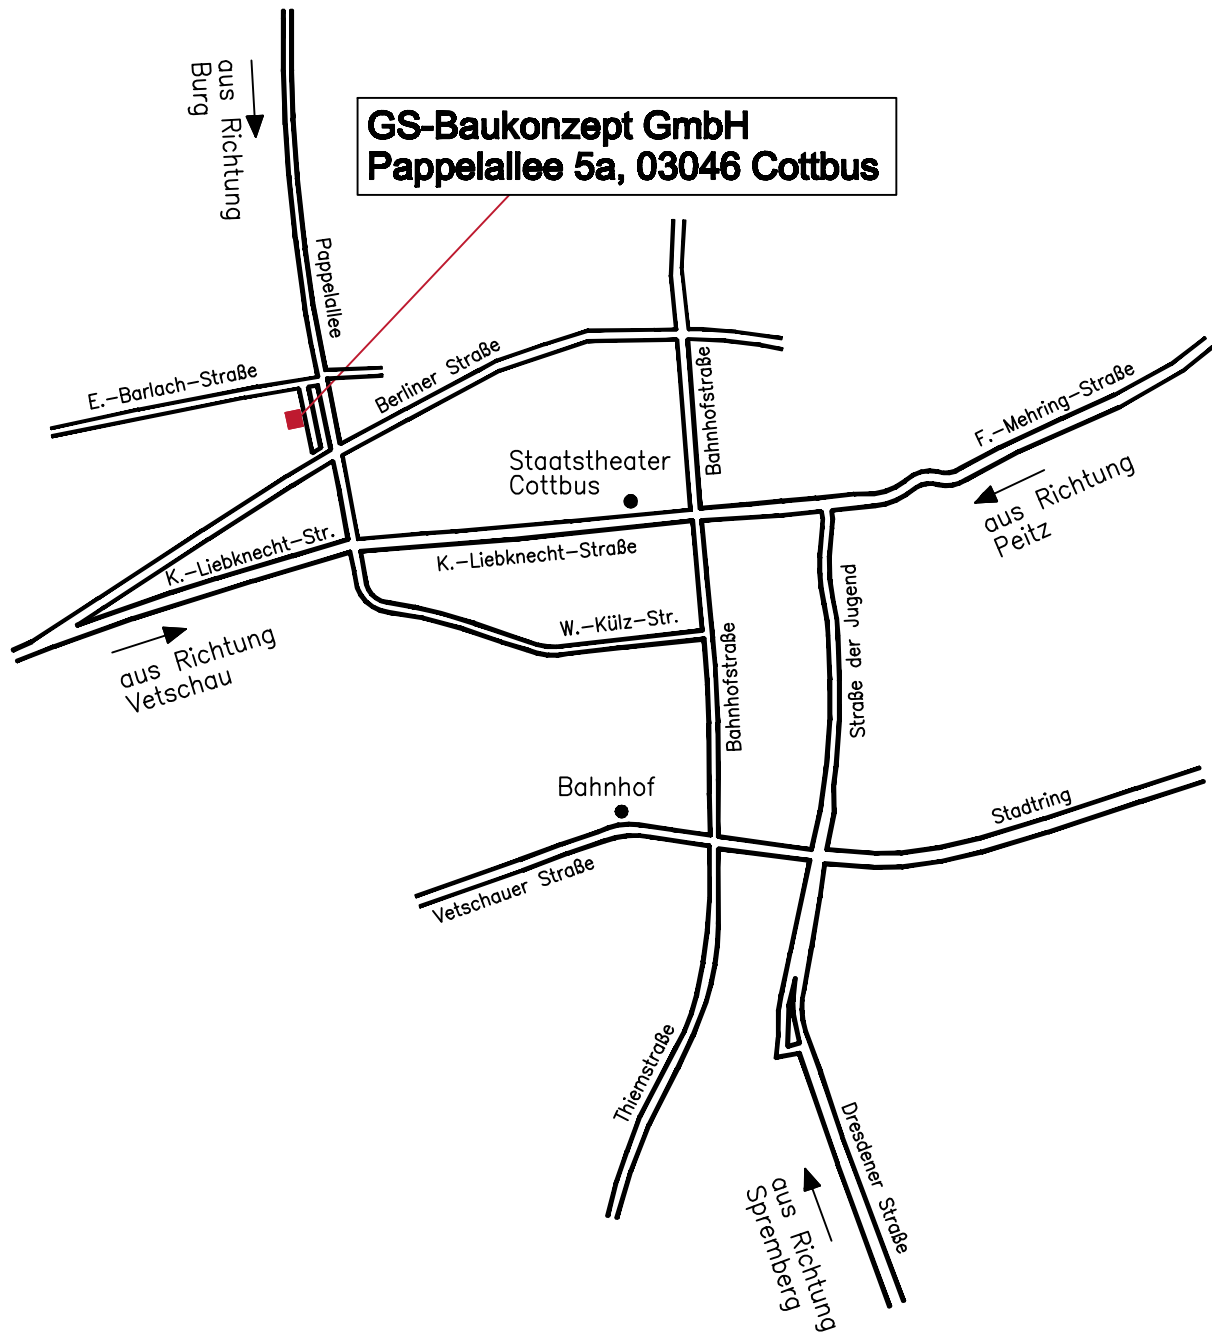 aus Richtung
Burg
GS-Baukonzept GmbH
Pappelallee 5a, 03046 Cottbus
Pappelallee
E.-Barlach-Straße
Berliner Straße
Bahnhofstraße
F.-Mehring-Straße
Staatstheater
Cottbus
aus Richtung
Peitz
K.-Liebknecht-Str.
K.-Liebknecht-Straße
W.-Külz-Str.
Straße der Jugend
aus Richtung
Vetschau
Bahnhofstraße
Bahnhof
Stadtring
Vetschauer Straße
Thiemstraße
Dresdener Straße
aus Richtung
Spremberg